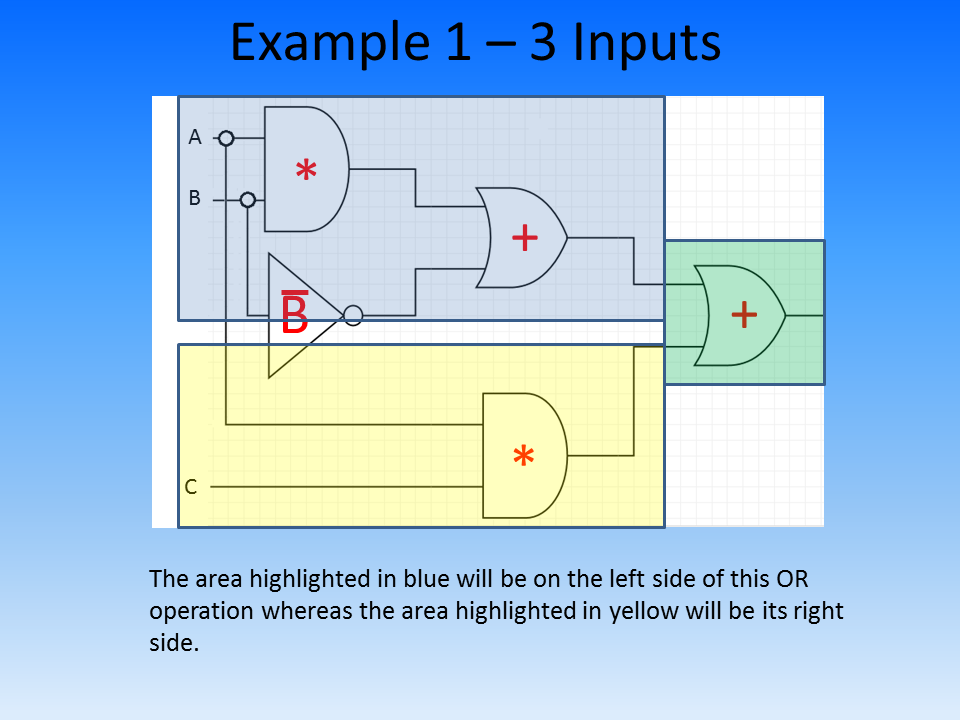 Example 1 – 3 Inputs
A
*
B
+
B̅
+
*
C
The area highlighted in blue will be on the left side of this OR
operation whereas the area highlighted in yellow will be its right
side.